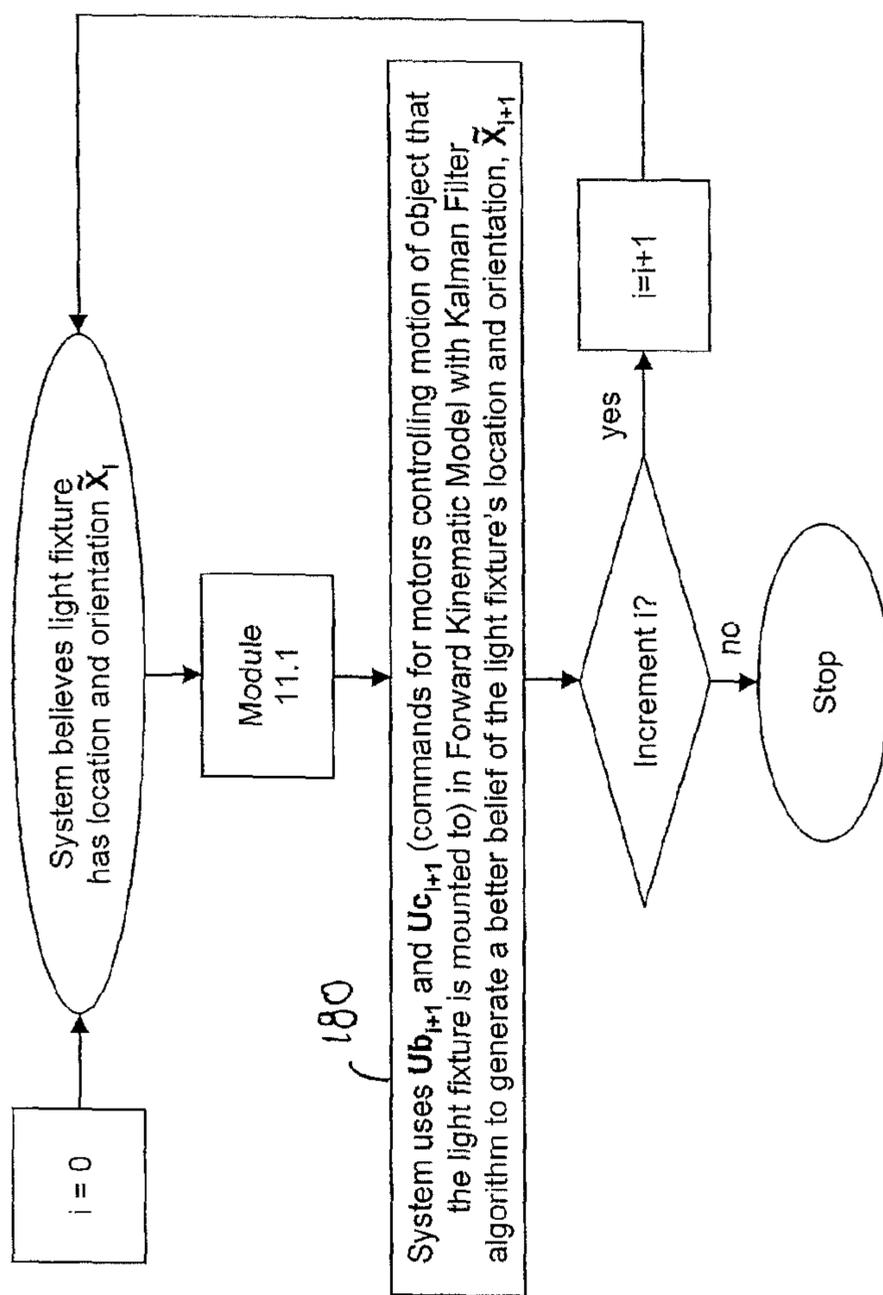 i = 0
System believes light fixture
has location and orientation X̃ᵢ
Module
11.1
180
System uses Ubᵢ₊₁ and Ucᵢ₊₁ (commands for motors controlling motion of object that
the light fixture is mounted to) in Forward Kinematic Model with Kalman Filter
algorithm to generate a better belief of the light fixture's location and orientation, X̃ᵢ₊₁
Increment i?
yes
i=i+1
no
Stop